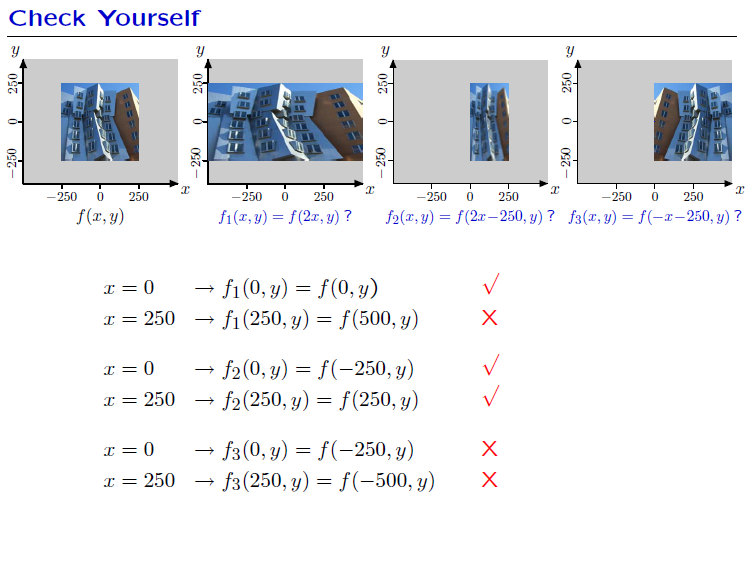 Check Yourself
y y y y
250 250 250 250
0 0 0 0
−250 −250 −250 −250
x x x x
−250 0 250 −250 0 250 −250 0 250 −250 0 250
f(x, y) f₁(x, y) = f(2x, y) ? f₂(x, y) = f(2x−250, y) ? f₃(x, y) = f(−x−250, y) ?
x = 0 → f₁(0, y) = f(0, y) √
x = 250 → f₁(250, y) = f(500, y) X
x = 0 → f₂(0, y) = f(−250, y) √
x = 250 → f₂(250, y) = f(250, y) √
x = 0 → f₃(0, y) = f(−250, y) X
x = 250 → f₃(250, y) = f(−500, y) X